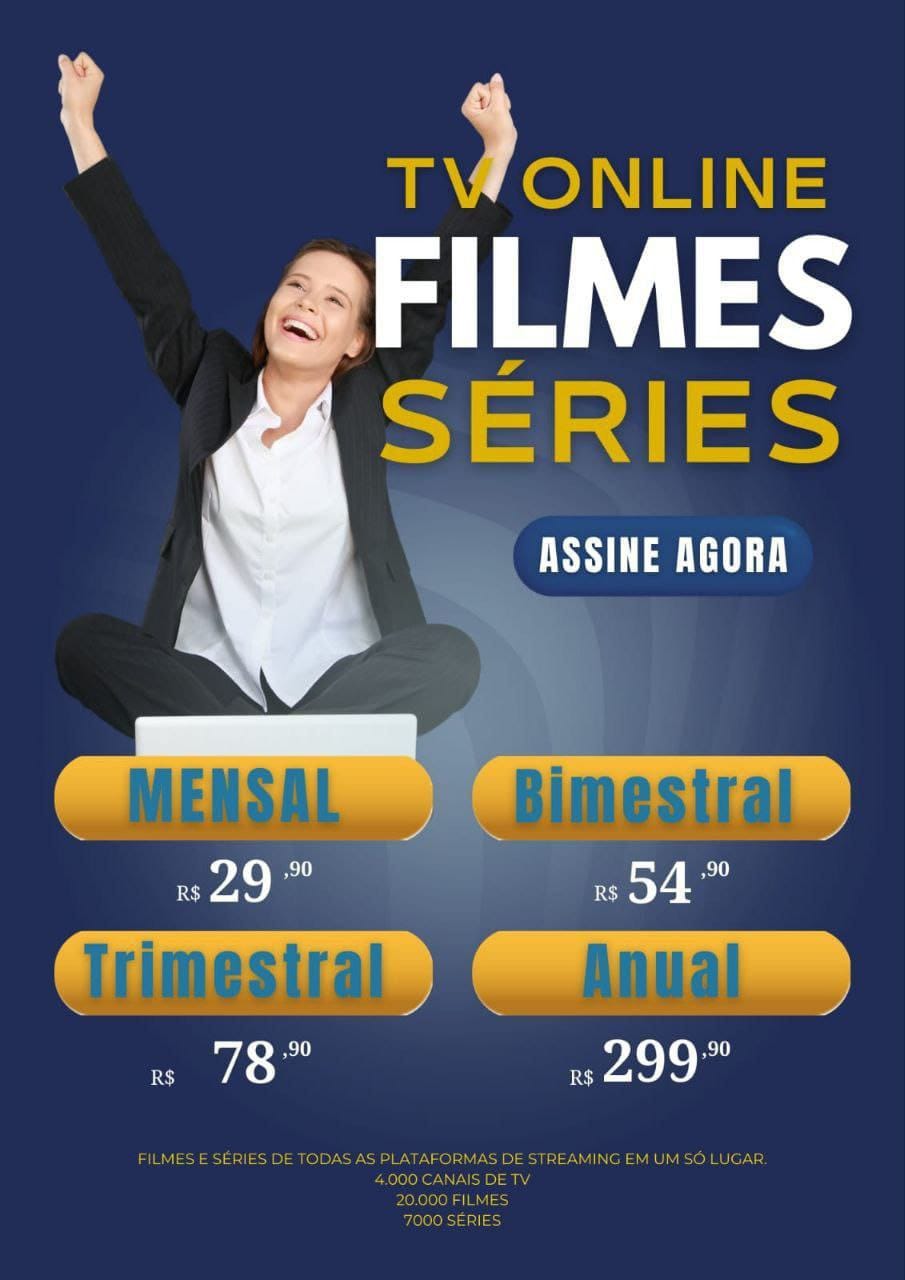 TV ONLINE
FILMES
SÉRIES
ASSINE AGORA
MENSAL
R$ 29,90
Bimestral
R$ 54,90
Trimestral
R$ 78,90
Anual
R$ 299,90
FILMES E SÉRIES DE TODAS AS PLATAFORMAS DE STREAMING EM UM SÓ LUGAR.
4.000 CANAIS DE TV
20.000 FILMES
7000 SÉRIES